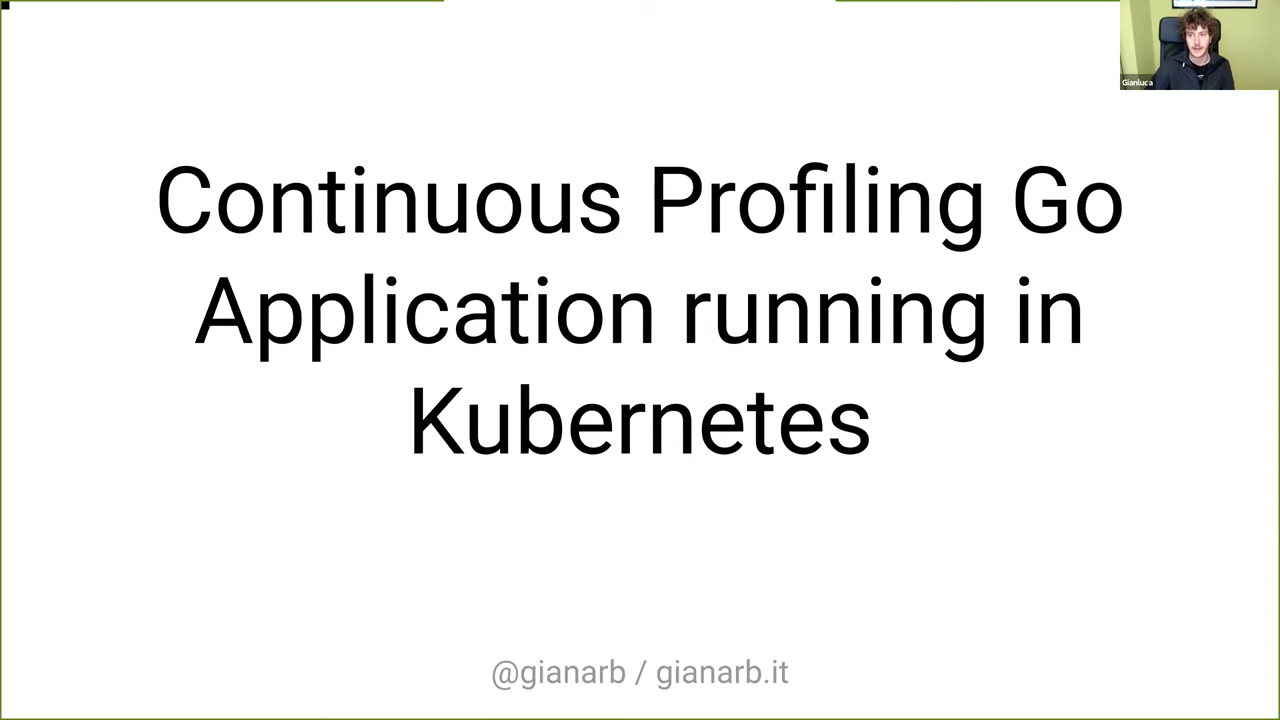 Gianluca
Continuous Profiling Go
Application running in
Kubernetes
@gianarb / gianarb.it